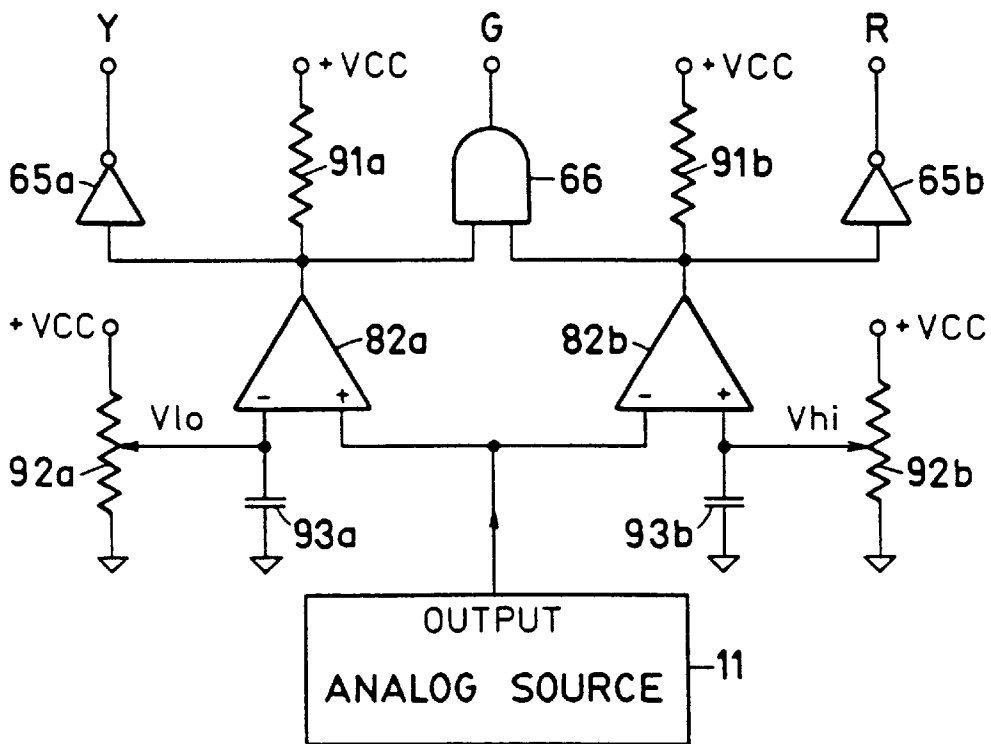 Y G R
+VCC +VCC
65a 91a 66 91b 65b
+VCC 82a 82b +VCC
- + - +
Vlo Vhi
92a 93a 93b 92b
OUTPUT
ANALOG SOURCE 11